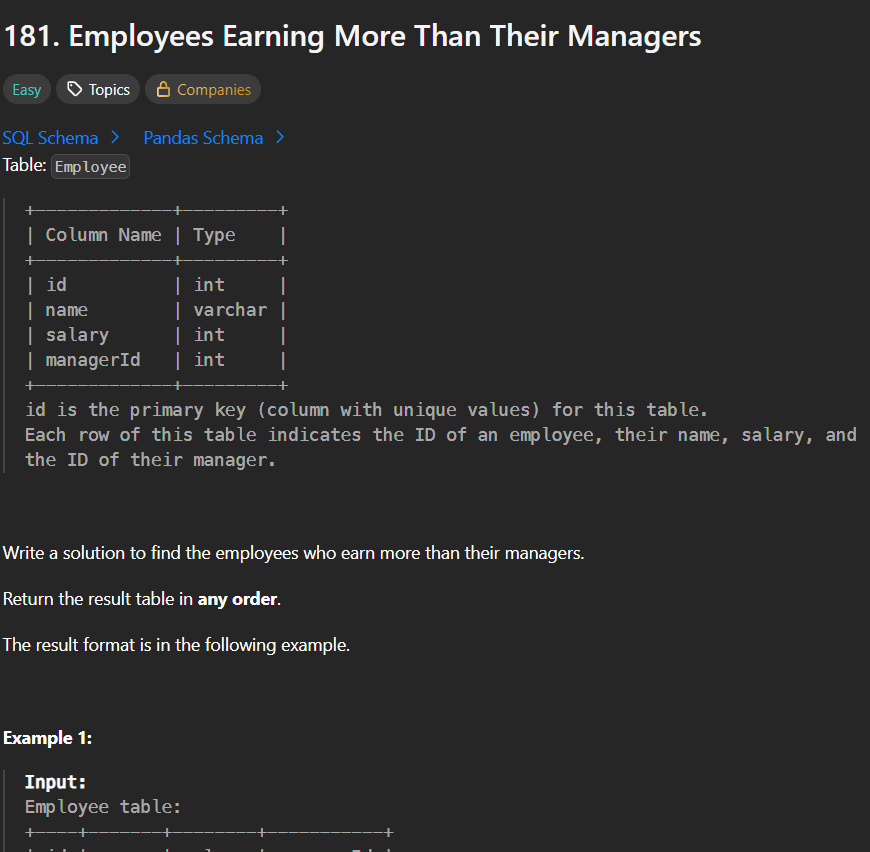 181. Employees Earning More Than Their Managers
Easy Topics Companies
SQL Schema > Pandas Schema >
Table: Employee
+-------------+---------+
| Column Name | Type    |
+-------------+---------+
| id          | int     |
| name        | varchar |
| salary      | int     |
| managerId   | int     |
+-------------+---------+
id is the primary key (column with unique values) for this table.
Each row of this table indicates the ID of an employee, their name, salary, and
the ID of their manager.
Write a solution to find the employees who earn more than their managers.
Return the result table in any order.
The result format is in the following example.
Example 1:
Input:
Employee table:
+----+-------+--------+-----------+